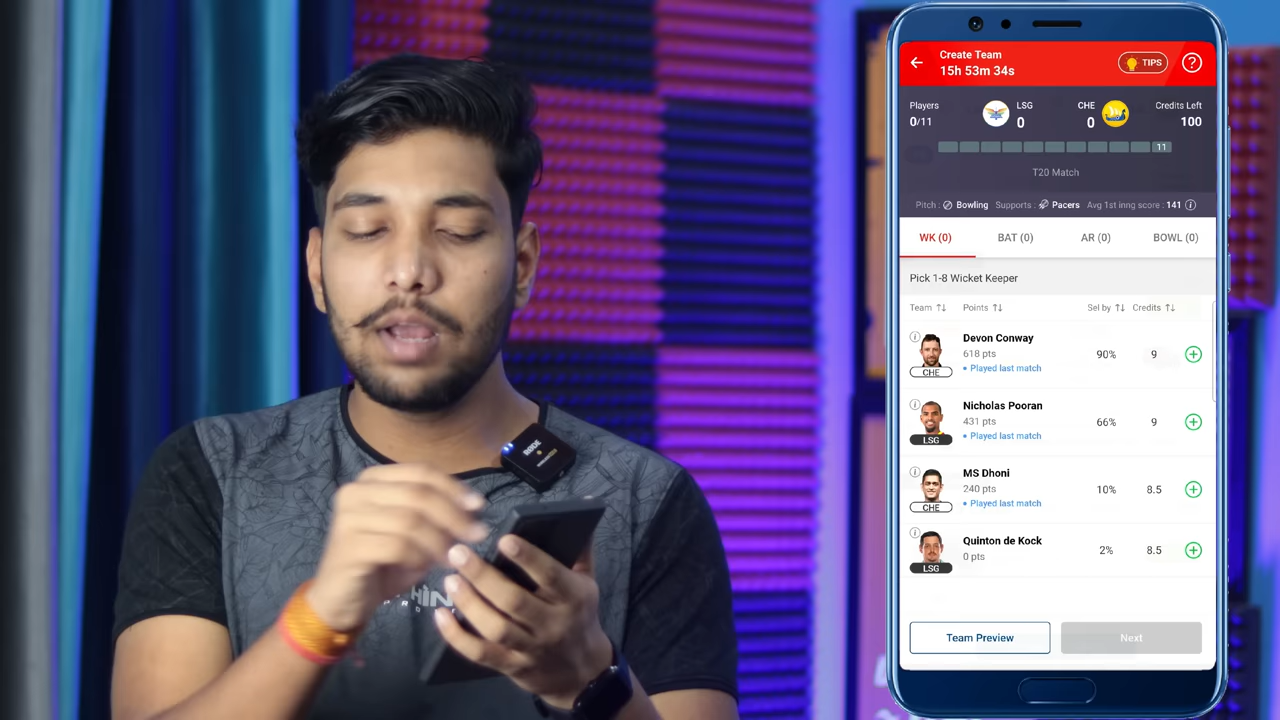 Create Team
15h 53m 34s
TIPS
?
Players
0/11
LSG
0
CHE
0
Credits Left
100
11
T20 Match
Pitch : Bowling Supports : Pacers Avg 1st inng score : 141
WK (0) BAT (0) AR (0) BOWL (0)
Pick 1-8 Wicket Keeper
Team Points Sel by Credits
Devon Conway
618 pts
Played last match
CHE
90% 9
Nicholas Pooran
431 pts
Played last match
LSG
66% 9
MS Dhoni
240 pts
Played last match
CHE
10% 8.5
Quinton de Kock
0 pts
LSG
2% 8.5
Team Preview Next
RØDE